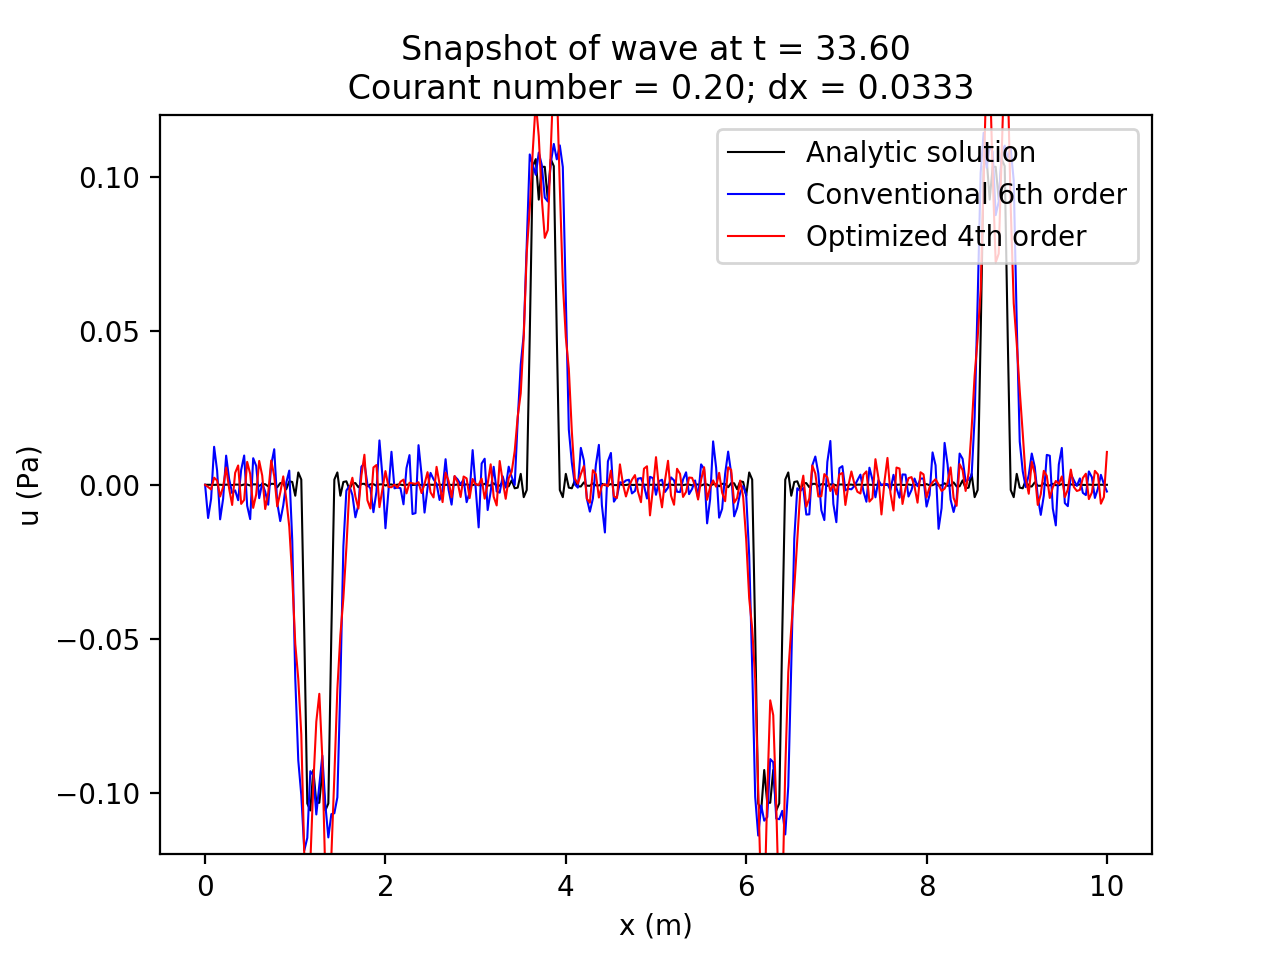 Snapshot of wave at t = 33.60
Courant number = 0.20; dx = 0.0333
Analytic solution
Conventional 6th order
Optimized 4th order
0.10
0.05
0.00
−0.05
−0.10
u (Pa)
0 2 4 6 8 10
x (m)